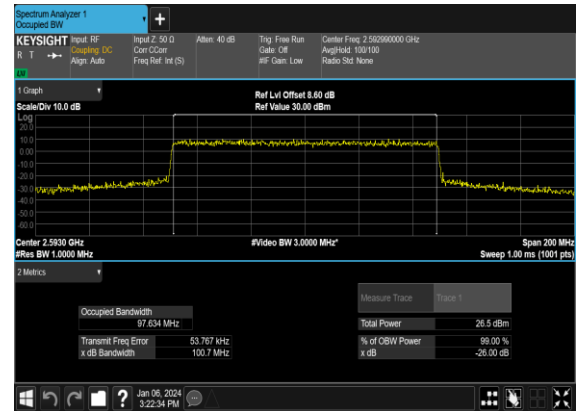 Spectrum Analyzer 1
Occupied BW
KEYSIGHT
R T
LXI
Input: RF
Coupling: DC
Align: Auto
Input Z: 50 Ω
Corr CCorr
Freq Ref: Int (S)
Atten: 40 dB
Trig: Free Run
Gate: Off
#IF Gain: Low
Center Freq: 2.592990000 GHz
Avg|Hold: 100/100
Radio Std: None
1 Graph
Scale/Div 10.0 dB
Ref Lvl Offset 8.60 dB
Ref Value 30.00 dBm
Log
20.0
10.0
0.00
-10.0
-20.0
-30.0
-40.0
-50.0
-60.0
Center 2.5930 GHz
#Video BW 3.0000 MHz*
Span 200 MHz
#Res BW 1.0000 MHz
Sweep 1.00 ms (1001 pts)
2 Metrics
Measure Trace
Trace 1
Occupied Bandwidth
97.634 MHz
Total Power
26.5 dBm
Transmit Freq Error
53.767 kHz
% of OBW Power
99.00 %
x dB Bandwidth
100.7 MHz
x dB
-26.00 dB
?
Jan 06, 2024
3:22:34 PM